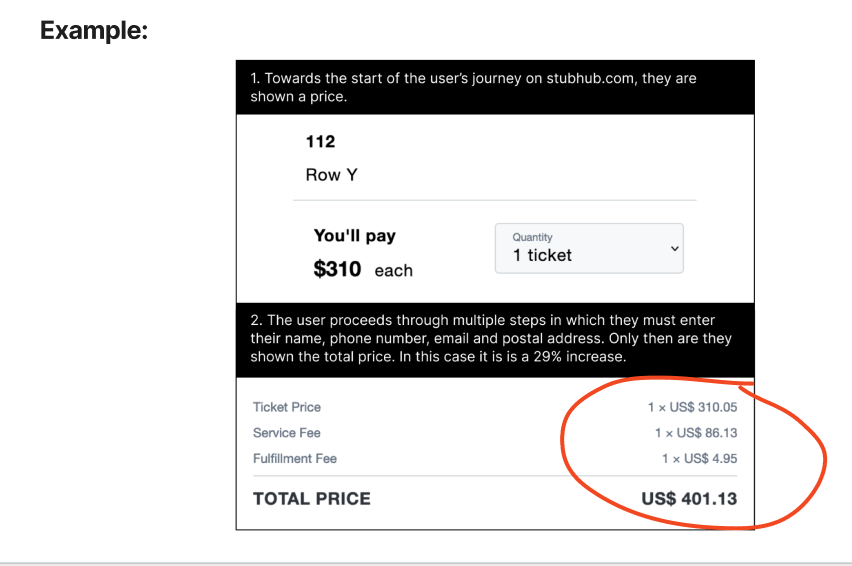 Example:
1. Towards the start of the user's journey on stubhub.com, they are
shown a price.
112
Row Y
You'll pay
$310 each
Quantity
1 ticket
2. The user proceeds through multiple steps in which they must enter
their name, phone number, email and postal address. Only then are they
shown the total price. In this case it is is a 29% increase.
Ticket Price 1 × US$ 310.05
Service Fee 1 × US$ 86.13
Fulfillment Fee 1 × US$ 4.95
TOTAL PRICE US$ 401.13